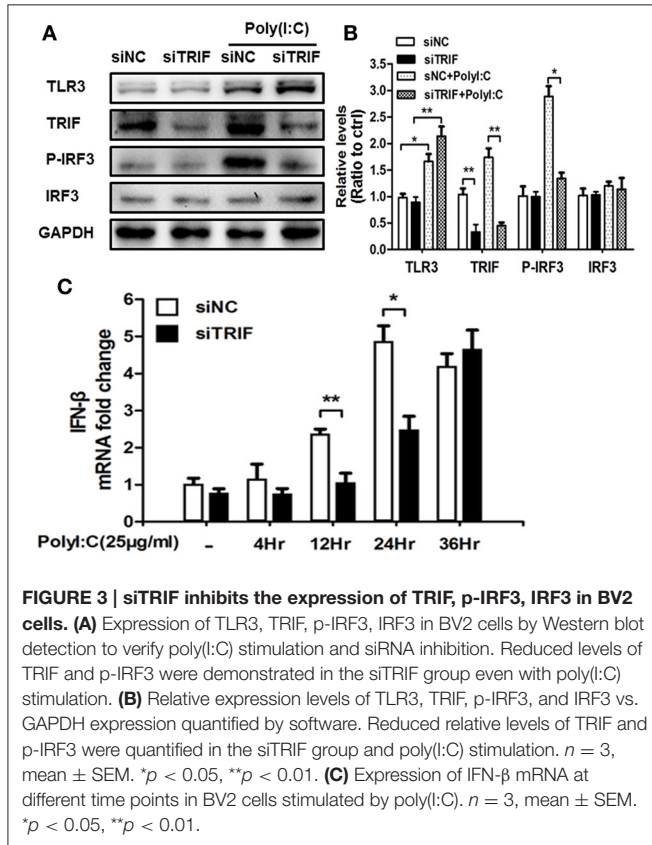 A
Poly(I:C)
siNC siTRIF siNC siTRIF
TLR3
TRIF
P-IRF3
IRF3
GAPDH
B
siNC
siTRIF
sNC+PolyI:C
siTRIF+PolyI:C
Relative levels
(Ratio to ctrl)
3.5
3.0
2.5
2.0
1.5
1.0
0.5
0.0
* ** ** ** *
TLR3 TRIF P-IRF3 IRF3
C
siNC
siTRIF
IFN-β
mRNA fold change
6
5
4
3
2
1
0
** *
PolyI:C(25μg/ml) – 4Hr 12Hr 24Hr 36Hr
FIGURE 3 | siTRIF inhibits the expression of TRIF, p-IRF3, IRF3 in BV2
cells. (A) Expression of TLR3, TRIF, p-IRF3, IRF3 in BV2 cells by Western blot
detection to verify poly(I:C) stimulation and siRNA inhibition. Reduced levels of
TRIF and p-IRF3 were demonstrated in the siTRIF group even with poly(I:C)
stimulation. (B) Relative expression levels of TLR3, TRIF, p-IRF3, and IRF3 vs.
GAPDH expression quantified by software. Reduced relative levels of TRIF and
p-IRF3 were quantified in the siTRIF group and poly(I:C) stimulation. n = 3,
mean ± SEM. *p < 0.05, **p < 0.01. (C) Expression of IFN-β mRNA at
different time points in BV2 cells stimulated by poly(I:C). n = 3, mean ± SEM.
*p < 0.05, **p < 0.01.